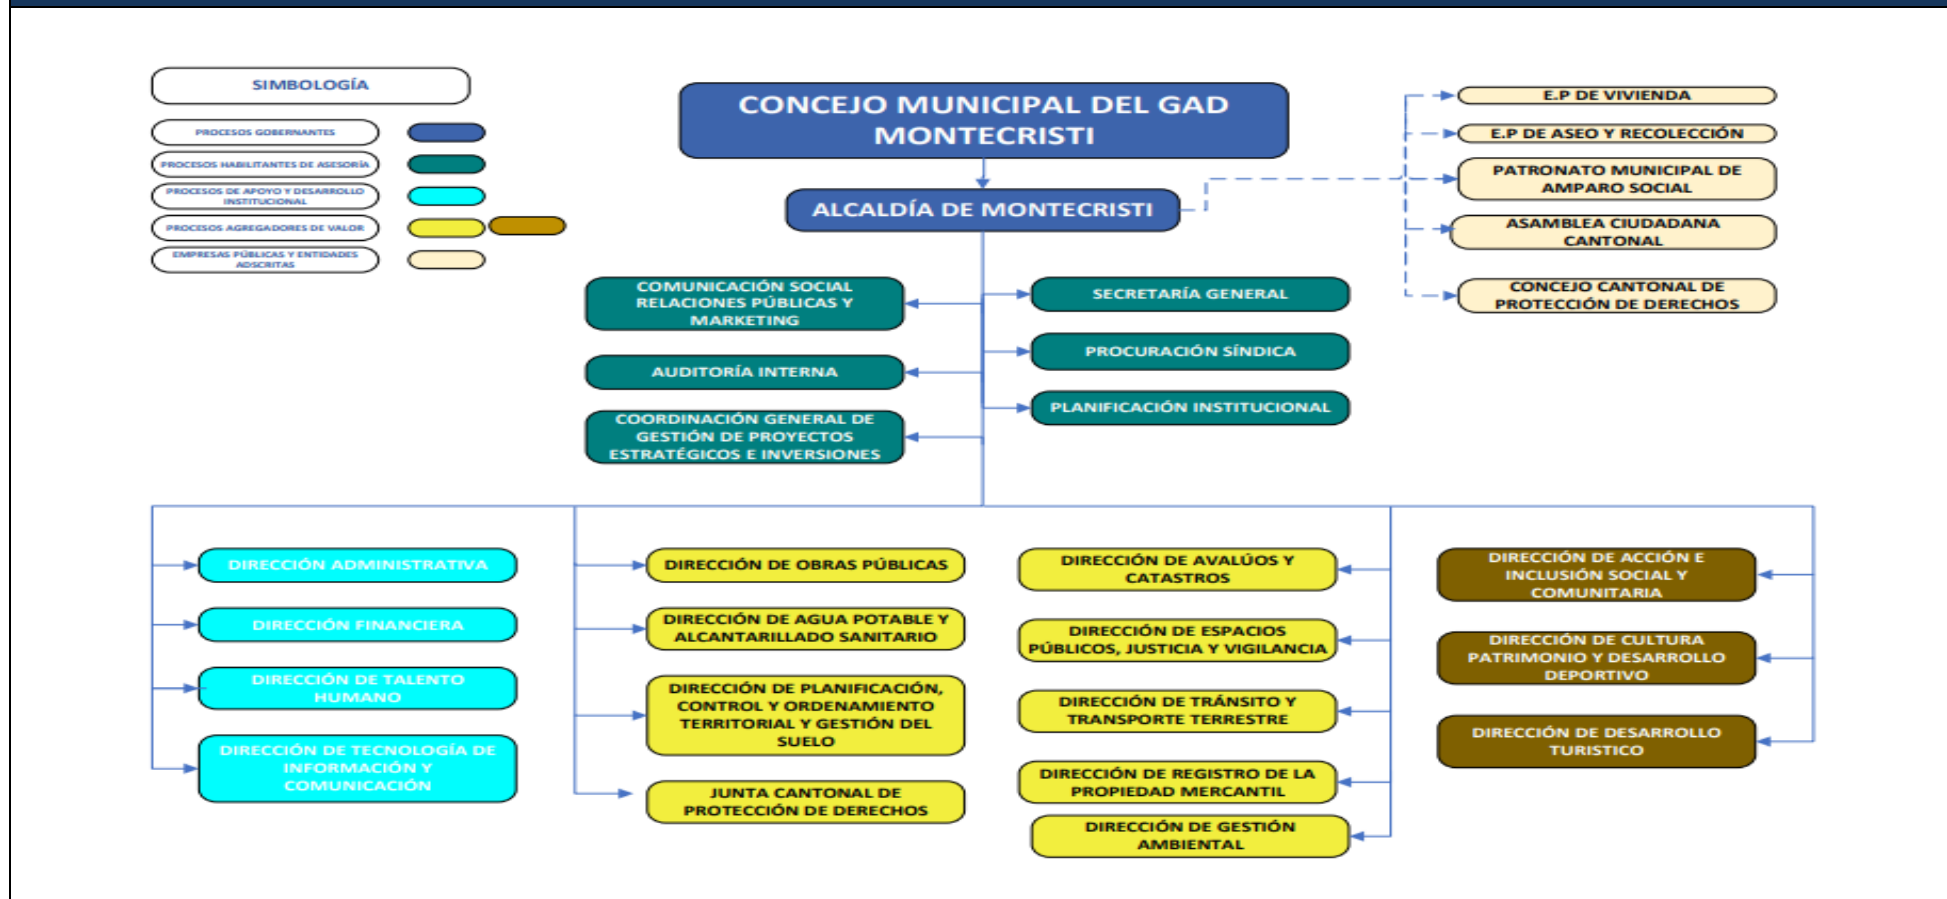 SIMBOLOGÍA
PROCESOS GOBERNANTES
PROCESOS HABILITANTES DE ASESORÍA
PROCESOS DE APOYO Y DESARROLLO
INSTITUCIONAL
PROCESOS AGREGADORES DE VALOR
EMPRESAS PÚBLICAS Y ENTIDADES
ADSCRITAS
CONCEJO MUNICIPAL DEL GAD
MONTECRISTI
ALCALDÍA DE MONTECRISTI
E.P DE VIVIENDA
E.P DE ASEO Y RECOLECCIÓN
PATRONATO MUNICIPAL DE
AMPARO SOCIAL
ASAMBLEA CIUDADANA
CANTONAL
CONCEJO CANTONAL DE
PROTECCIÓN DE DERECHOS
COMUNICACIÓN SOCIAL
RELACIONES PÚBLICAS Y
MARKETING
AUDITORÍA INTERNA
COORDINACIÓN GENERAL DE
GESTIÓN DE PROYECTOS
ESTRATÉGICOS E INVERSIONES
SECRETARÍA GENERAL
PROCURACIÓN SÍNDICA
PLANIFICACIÓN INSTITUCIONAL
DIRECCIÓN ADMINISTRATIVA
DIRECCIÓN FINANCIERA
DIRECCIÓN DE TALENTO
HUMANO
DIRECCIÓN DE TECNOLOGÍA DE
INFORMACIÓN Y
COMUNICACIÓN
DIRECCIÓN DE OBRAS PÚBLICAS
DIRECCIÓN DE AGUA POTABLE Y
ALCANTARILLADO SANITARIO
DIRECCIÓN DE PLANIFICACIÓN,
CONTROL Y ORDENAMIENTO
TERRITORIAL Y GESTIÓN DEL
SUELO
JUNTA CANTONAL DE
PROTECCIÓN DE DERECHOS
DIRECCIÓN DE AVALÚOS Y
CATASTROS
DIRECCIÓN DE ESPACIOS
PÚBLICOS, JUSTICIA Y VIGILANCIA
DIRECCIÓN DE TRÁNSITO Y
TRANSPORTE TERRESTRE
DIRECCIÓN DE REGISTRO DE LA
PROPIEDAD MERCANTIL
DIRECCIÓN DE GESTIÓN
AMBIENTAL
DIRECCIÓN DE ACCIÓN E
INCLUSIÓN SOCIAL Y
COMUNITARIA
DIRECCIÓN DE CULTURA
PATRIMONIO Y DESARROLLO
DEPORTIVO
DIRECCIÓN DE DESARROLLO
TURISTICO